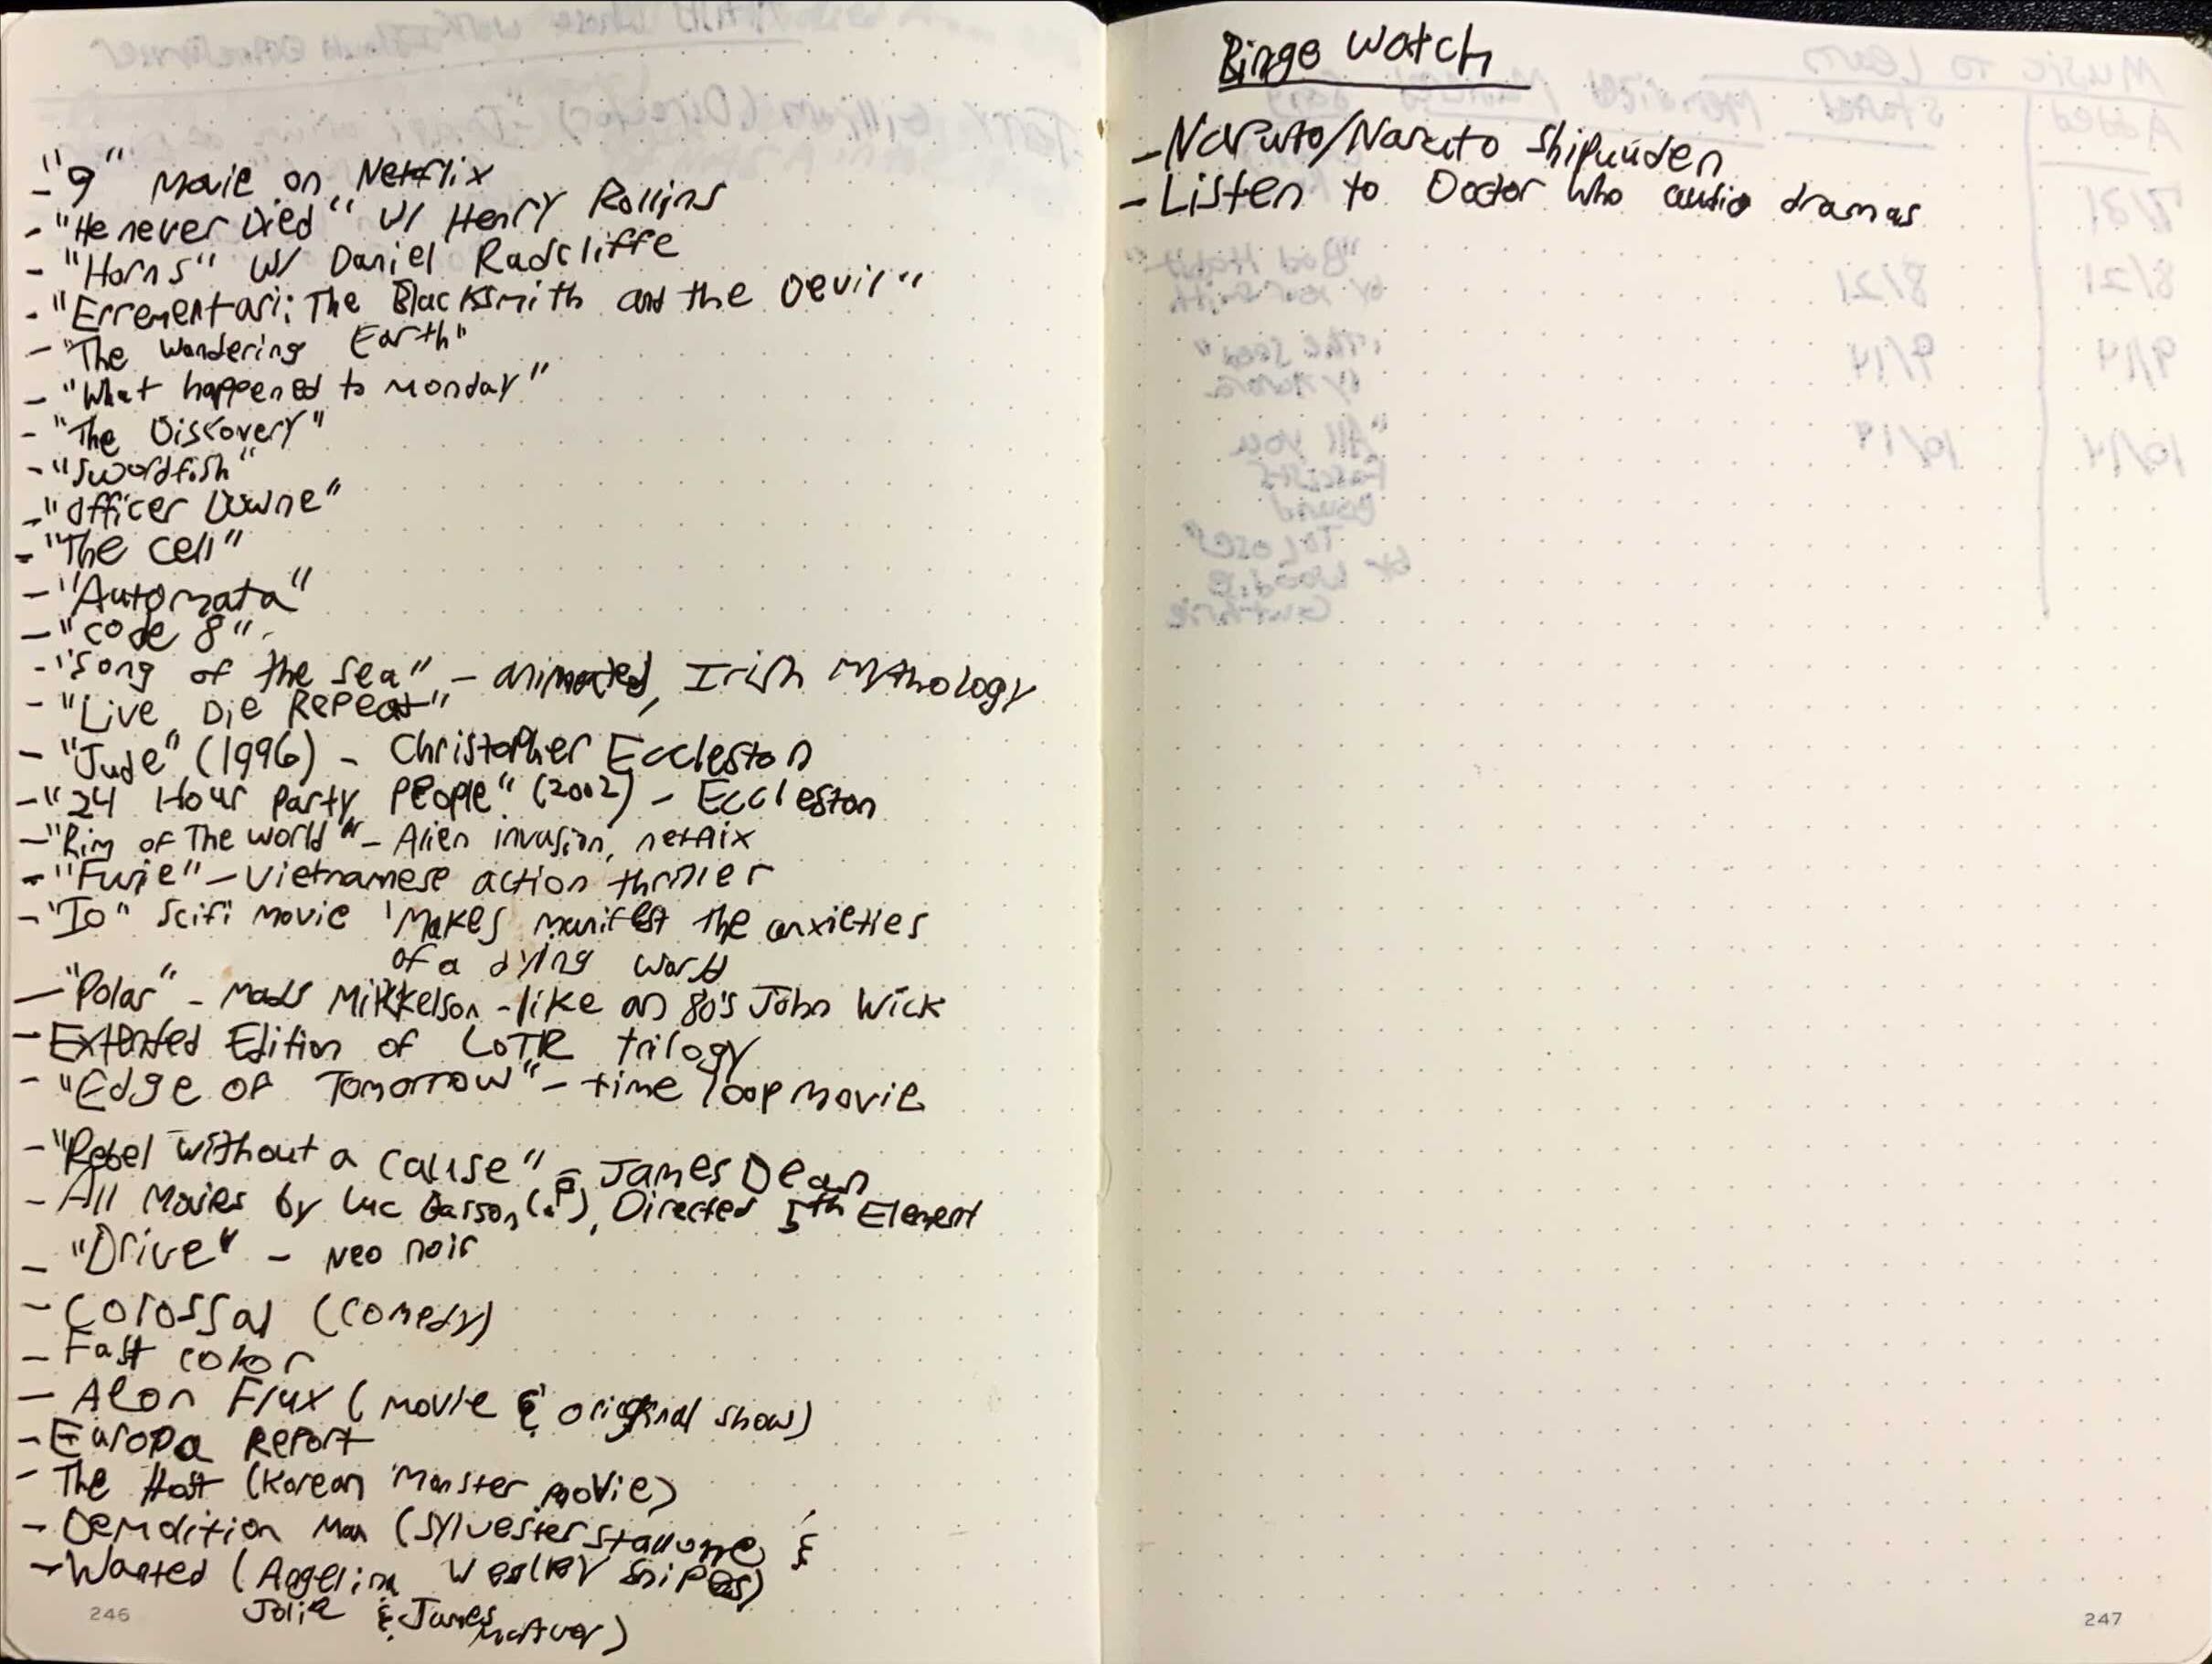 - "9" Movie on Netflix
- "He never Died" w/ Henry Rollins
- "Horns" w/ Daniel Radcliffe
- "Errementari: The Blacksmith and the Devil"
- "The Wandering Earth"
- "What happened to Monday"
- "The Discovery"
- "Swordfish"
- "Officer Downe"
- "The Cell"
- "Automata"
- "Code 8"
- "Song of the Sea" - animated, Irish Mythology
- "Live Die Repeat"
- "Jude" (1996) - Christopher Eccleston
- "24 Hour Party People" (2002) - Eccleston
- "Rim of The World" - Alien invasion, netflix
- "Furie" - Vietnamese action thriller
- "Io" Scifi movie 'Makes manifest the anxieties
of a dying world
- "Polar" - Mads Mikkelson - like an 80's John Wick
- Extended Edition of LoTR trilogy
- "Edge of Tomorrow" - time loop movie
- "Rebel without a cause" - James Dean
- All Movies by Luc Basson(?), Directed 5th Element
- "Drive" - Neo noir
- Colossal (Comedy)
- Fast Color
- Aeon Flux (movie & original show)
- Europa Report
- The Host (Korean Monster movie)
- Demolition Man (Sylvester Stallone &
Wesley Snipes)
- Wanted (Angelina
Jolie & James
McAvoy)
246
Binge Watch
- Naruto/Naruto Shipuuden
- Listen to Doctor Who audio dramas
247